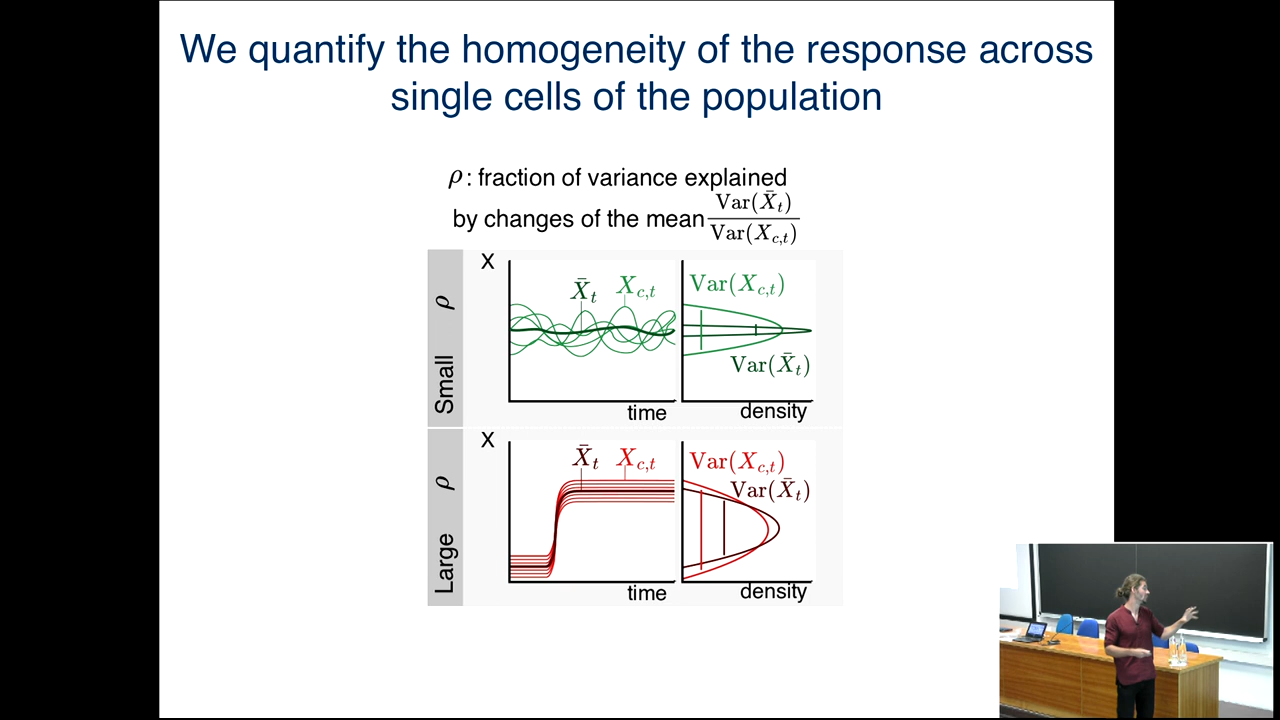 We quantify the homogeneity of the response across
single cells of the population
ρ : fraction of variance explained
by changes of the mean Var(X̄_t) / Var(X_{c,t})
Small ρ
X
X̄_t X_{c,t}
time
Var(X_{c,t})
Var(X̄_t)
density
Large ρ
X
X̄_t X_{c,t}
time
Var(X_{c,t})
Var(X̄_t)
density